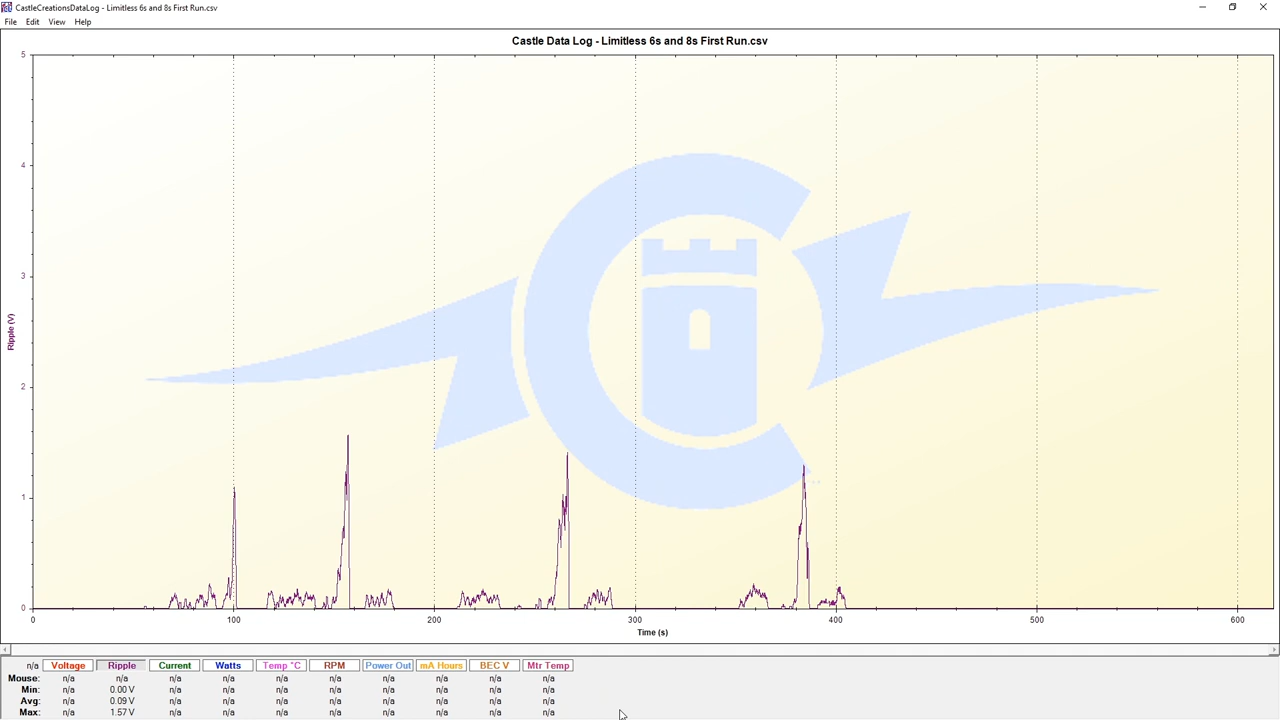 CastleCreationsDataLog - Limitless 6s and 8s First Run.csv
File Edit View Help
Castle Data Log - Limitless 6s and 8s First Run.csv
5
4
3
2
1
0
Ripple (V)
0 100 200 300 400 500 600
Time (s)
n/a Voltage Ripple Current Watts Temp °C RPM Power Out mA Hours BEC V Mtr Temp
Mouse: n/a n/a n/a n/a n/a n/a n/a n/a n/a n/a
Min: n/a 0.00 V n/a n/a n/a n/a n/a n/a n/a n/a
Avg: n/a 0.09 V n/a n/a n/a n/a n/a n/a n/a n/a
Max: n/a 1.57 V n/a n/a n/a n/a n/a n/a n/a n/a